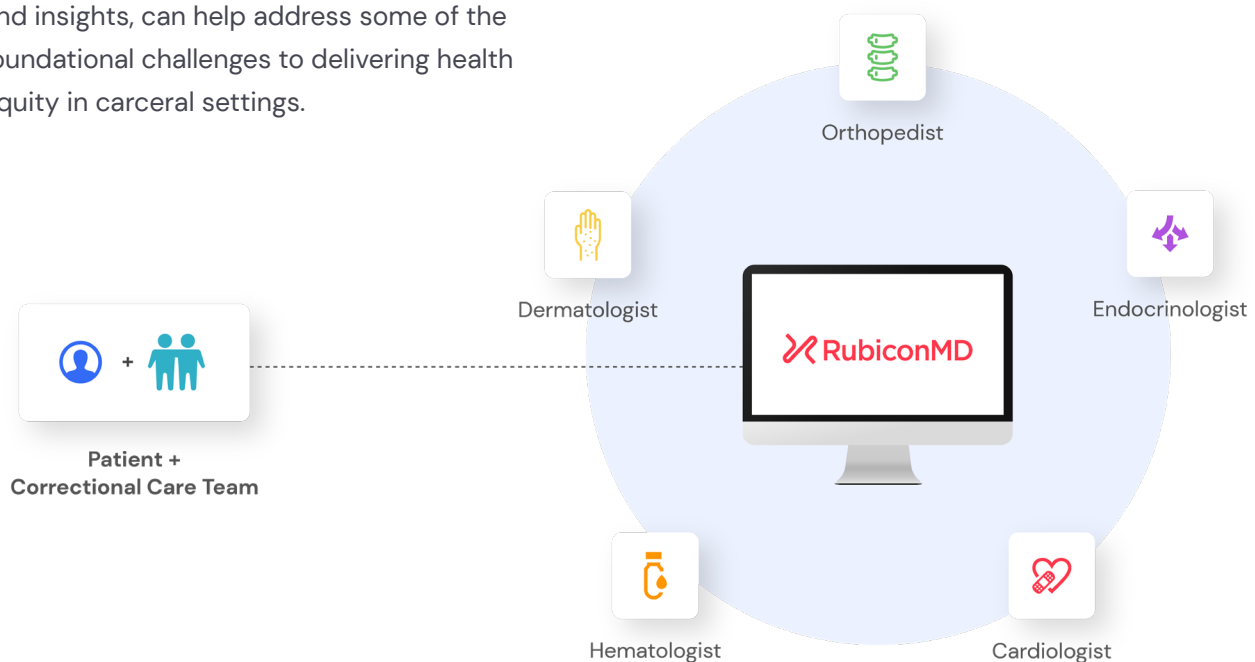 nd insights, can help address some of the
oundational challenges to delivering health
quity in carceral settings.
Orthopedist
Dermatologist
Endocrinologist
RubiconMD
+
Patient +
Correctional Care Team
Hematologist
Cardiologist